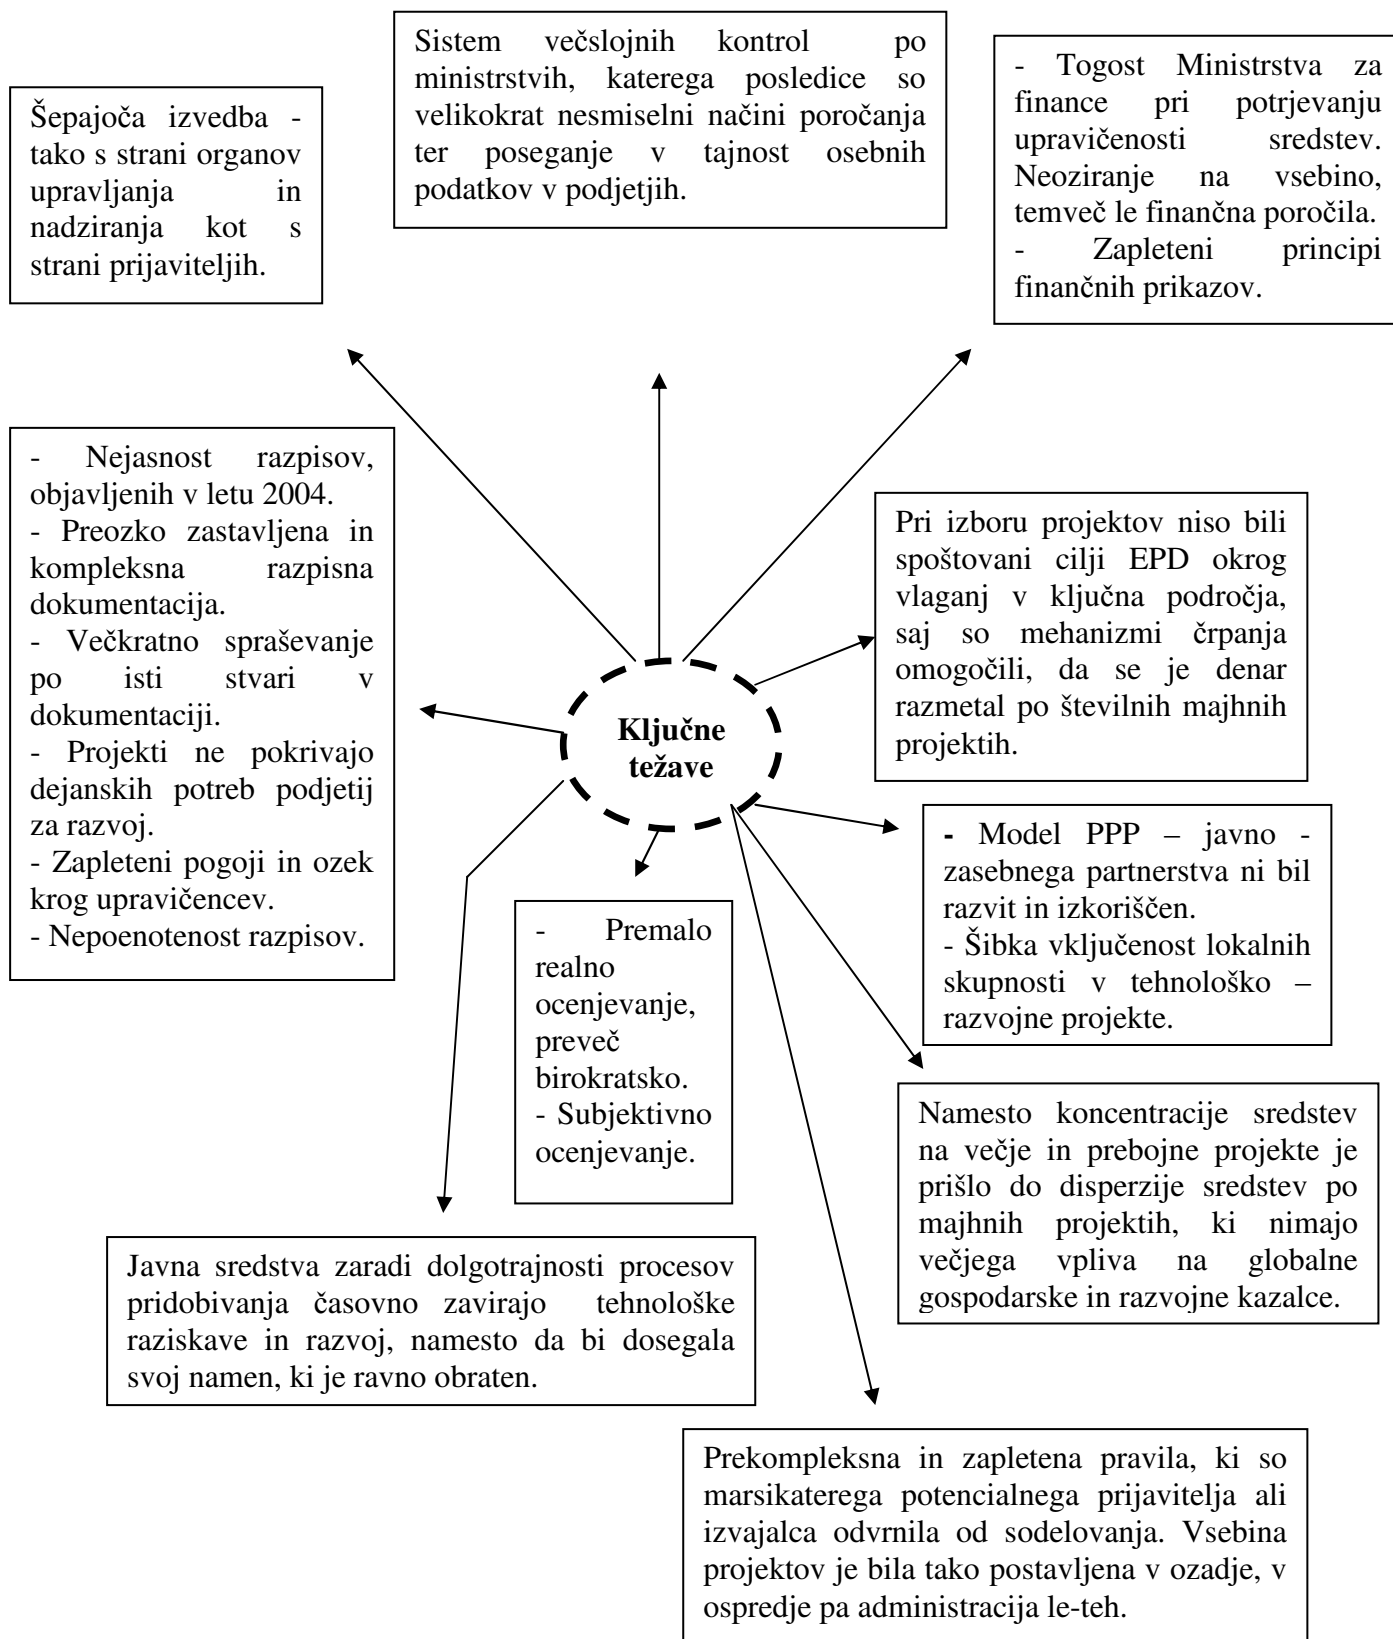 Šepajoča izvedba -
tako s strani organov
upravljanja in
nadziranja kot s
strani prijaviteljih.
Sistem večslojnih kontrol po
ministrstvih, katerega posledice so
velikokrat nesmiselni načini poročanja
ter poseganje v tajnost osebnih
podatkov v podjetjih.
- Togost Ministrstva za
finance pri potrjevanju
upravičenosti sredstev.
Neoziranje na vsebino,
temveč le finančna poročila.
- Zapleteni principi
finančnih prikazov.
- Nejasnost razpisov,
objavljenih v letu 2004.
- Preozko zastavljena in
kompleksna razpisna
dokumentacija.
- Večkratno spraševanje
po isti stvari v
dokumentaciji.
- Projekti ne pokrivajo
dejanskih potreb podjetij
za razvoj.
- Zapleteni pogoji in ozek
krog upravičencev.
- Nepoenotenost razpisov.
Pri izboru projektov niso bili
spoštovani cilji EPD okrog
vlaganj v ključna področja,
saj so mehanizmi črpanja
omogočili, da se je denar
razmetal po številnih majhnih
projektih.
Ključne
težave
- Model PPP – javno -
zasebnega partnerstva ni bil
razvit in izkoriščen.
- Šibka vključenost lokalnih
skupnosti v tehnološko –
razvojne projekte.
- Premalo
realno
ocenjevanje,
preveč
birokratsko.
- Subjektivno
ocenjevanje.
Namesto koncentracije sredstev
na večje in prebojne projekte je
prišlo do disperzije sredstev po
majhnih projektih, ki nimajo
večjega vpliva na globalne
gospodarske in razvojne kazalce.
Javna sredstva zaradi dolgotrajnosti procesov
pridobivanja časovno zavirajo tehnološke
raziskave in razvoj, namesto da bi dosegala
svoj namen, ki je ravno obraten.
Prekompleksna in zapletena pravila, ki so
marsikaterega potencialnega prijavitelja ali
izvajalca odvrnila od sodelovanja. Vsebina
projektov je bila tako postavljena v ozadje, v
ospredje pa administracija le-teh.